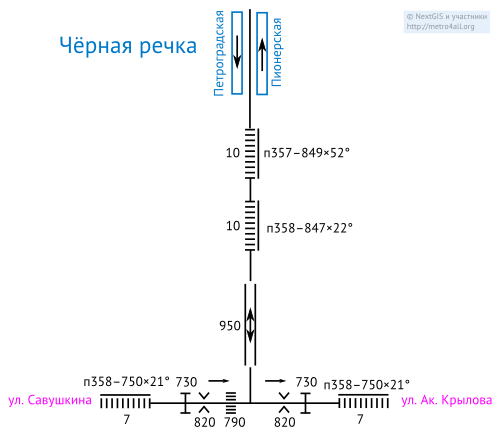 © NextGIS и участники
http://metro4all.org
Чёрная речка
Петроградская
Пионерская
10
п357–849×52°
10
п358–847×22°
950
п358–750×21°
730
730
п358–750×21°
ул. Савушкина
ул. Ак. Крылова
7
820
790
820
7